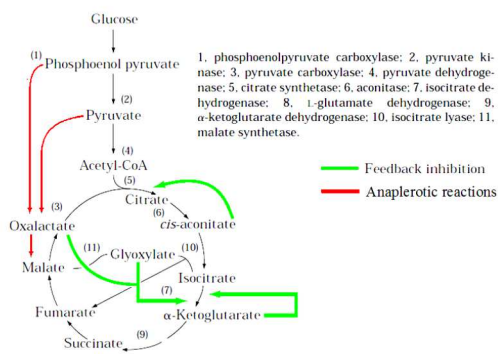 Glucose
(1)
Phosphoenol pyruvate
(2)
Pyruvate
(4)
Acetyl-CoA
(5)
Citrate
(3)
(6)
Oxalactate
cis-aconitate
(11)
Glyoxylate
(10)
Malate
Isocitrate
(7)
Fumarate
α-Ketoglutarate
(9)
Succinate
1, phosphoenolpyruvate carboxylase; 2, pyruvate ki-
nase; 3, pyruvate carboxylase; 4, pyruvate dehydroge-
nase; 5, citrate synthetase; 6, aconitase; 7, isocitrate de-
hydrogenase; 8, L-glutamate dehydrogenase; 9,
α-ketoglutarate dehydrogenase; 10, isocitrate lyase; 11,
malate synthetase.
Feedback inhibition
Anaplerotic reactions